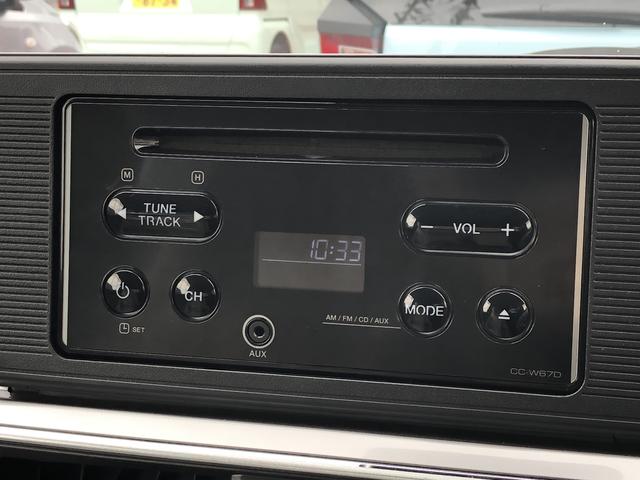 M H
TUNE
TRACK
VOL
10:33
CH
MODE
SET
AM / FM / CD / AUX
AUX
CC-W67D